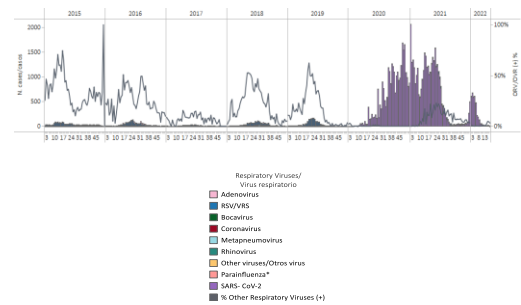 2015 2016 2017 2018 2019 2020 2021 2022
2000
1500
1000
500
0
N. cases/casos
100%
50%
0%
% (+) ORV/AVR
3 10 17 24 31 38 45 3 10 17 24 31 38 45 3 10 17 24 31 38 45 3 10 17 24 31 38 45 3 10 17 24 31 38 45 3 10 17 24 31 38 45 3 10 17 24 31 38 45 3 8 13
Respiratory Viruses/
Virus respiratorio
Adenovirus
RSV/VRS
Bocavirus
Coronavirus
Metapneumovirus
Rhinovirus
Other viruses/Otros virus
Parainfluenza*
SARS- CoV-2
% Other Respiratory Viruses (+)